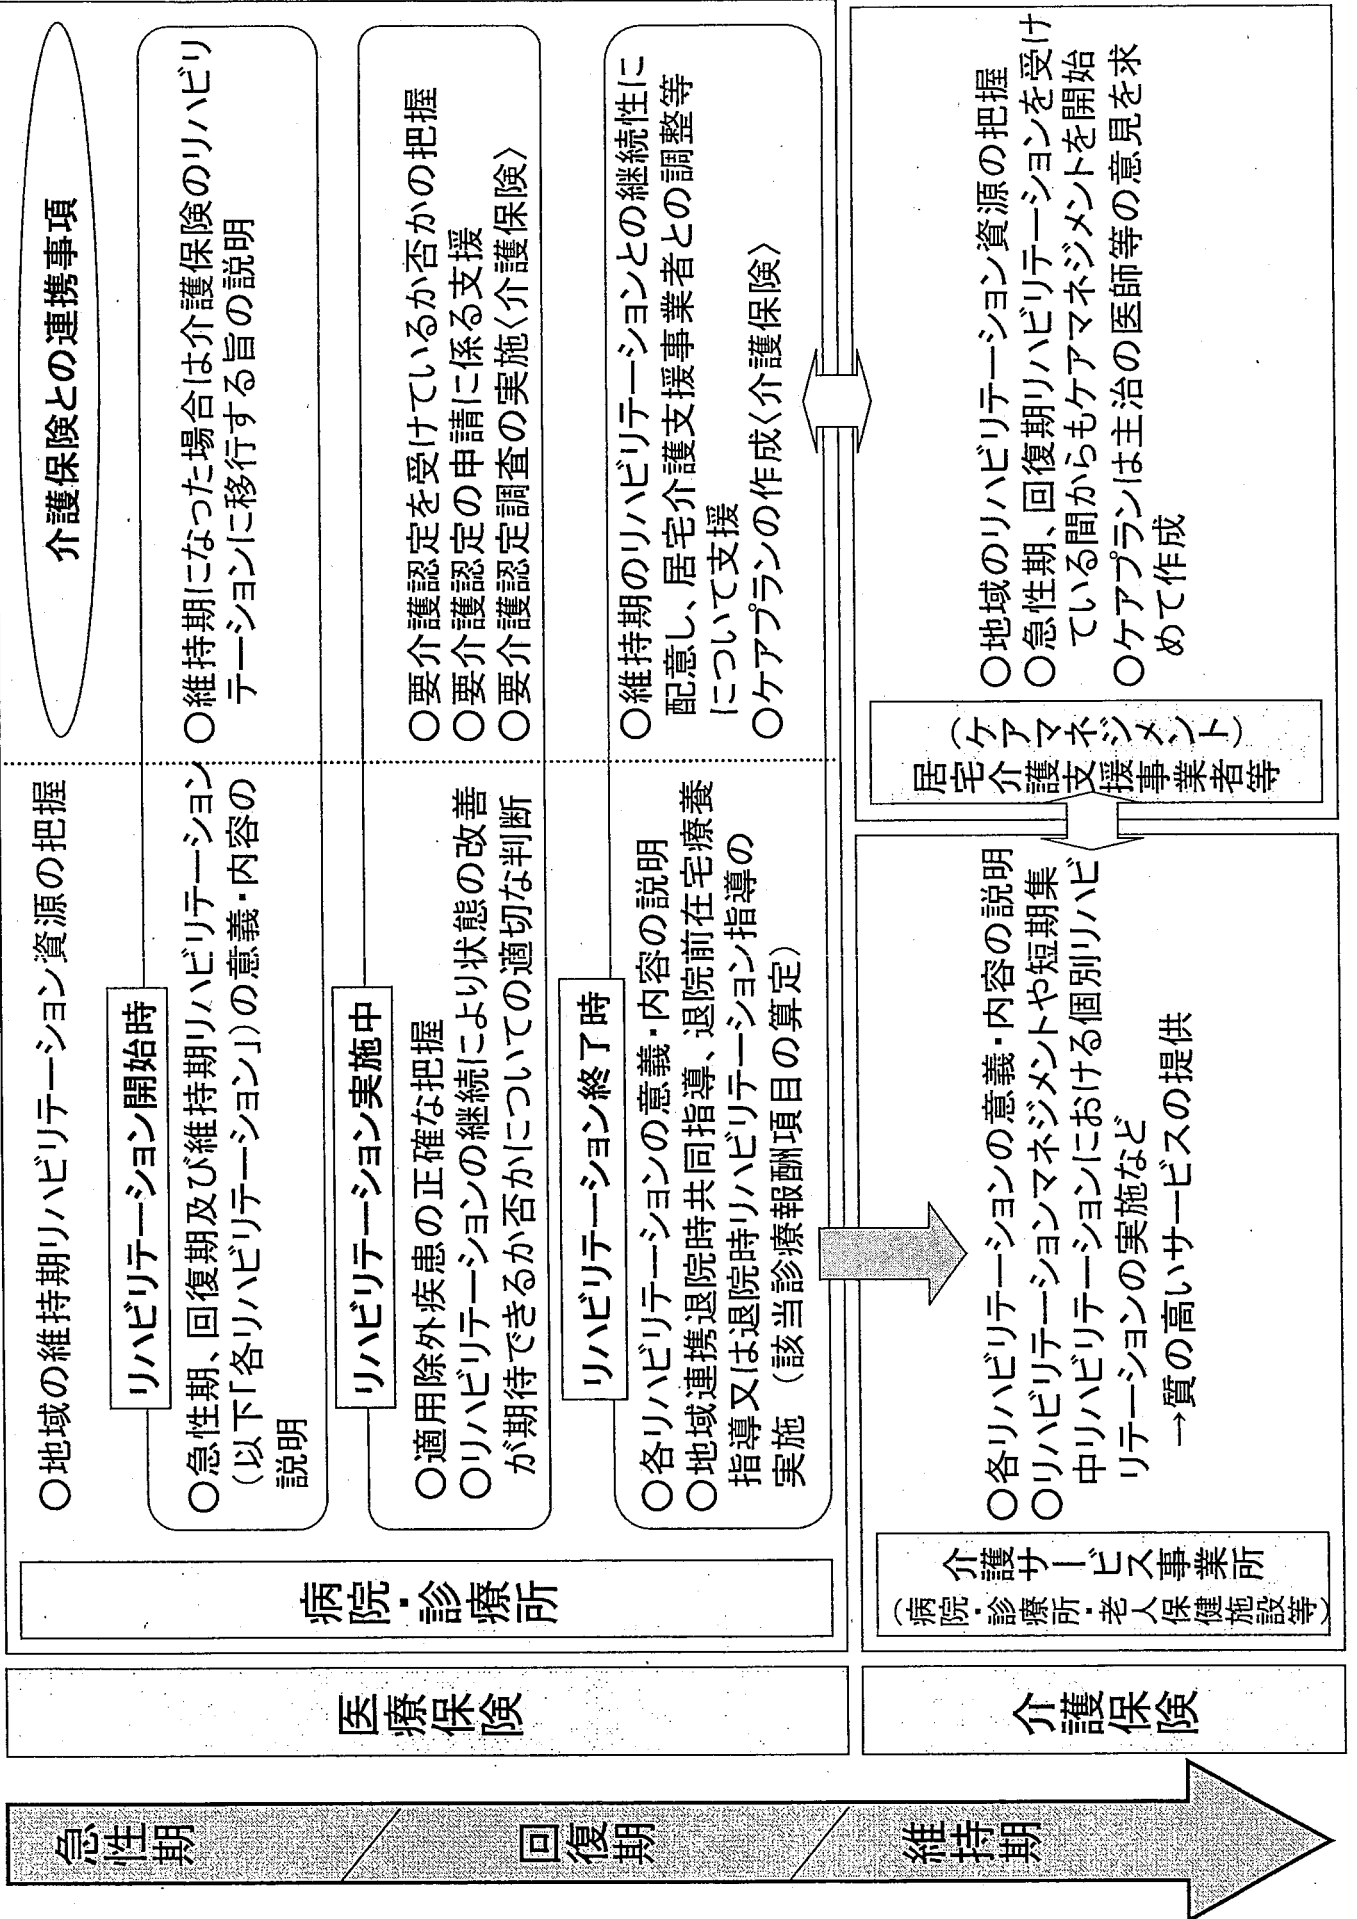 急性期
回復期
維持期
医療保険
介護保険
病院・診療所
○地域の維持期リハビリテーション資源の把握
介護保険との連携事項
リハビリテーション開始時
○急性期、回復期及び維持期リハビリテーション
(以下「各リハビリテーション」)の意義・内容の
説明
○維持期になった場合は介護保険のリハビリ
テーションに移行する旨の説明
リハビリテーション実施中
○適用除外疾患の正確な把握
○リハビリテーションの継続により状態の改善
が期待できるか否かについての適切な判断
○要介護認定を受けているか否かの把握
○要介護認定の申請に係る支援
○要介護認定調査の実施〈介護保険〉
リハビリテーション終了時
○各リハビリテーションの意義・内容の説明
○地域連携退院時共同指導、退院前在宅療養
指導又は退院時リハビリテーション指導の
実施（該当診療報酬項目の算定）
○維持期のリハビリテーションとの継続性に
配意し、居宅介護支援事業者との調整等
について支援
○ケアプランの作成〈介護保険〉
介護サービス事業所
（病院・診療所・老人保健施設等）
○各リハビリテーションの意義・内容の説明
○リハビリテーションマネジメントや短期集
中リハビリテーションにおける個別リハビ
リテーションの実施など
→質の高いサービスの提供
居宅介護支援事業者等
（ケアマネジメント）
○地域のリハビリテーション資源の把握
○急性期、回復期リハビリテーションを受け
ている間からもケアマネジメントを開始
○ケアプランは主治の医師等の意見を求
めて作成